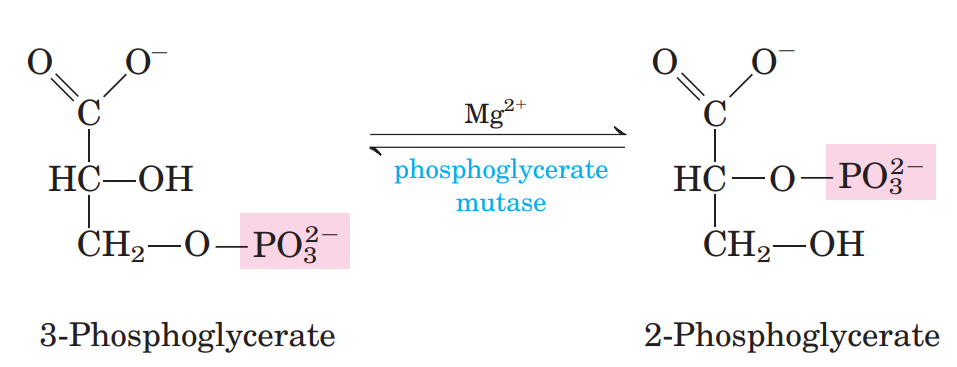 O O⁻ O O⁻
C Mg²⁺ C
HC—OH phosphoglycerate HC—O—PO₃²⁻
mutase
CH₂—O—PO₃²⁻ CH₂—OH
3-Phosphoglycerate 2-Phosphoglycerate